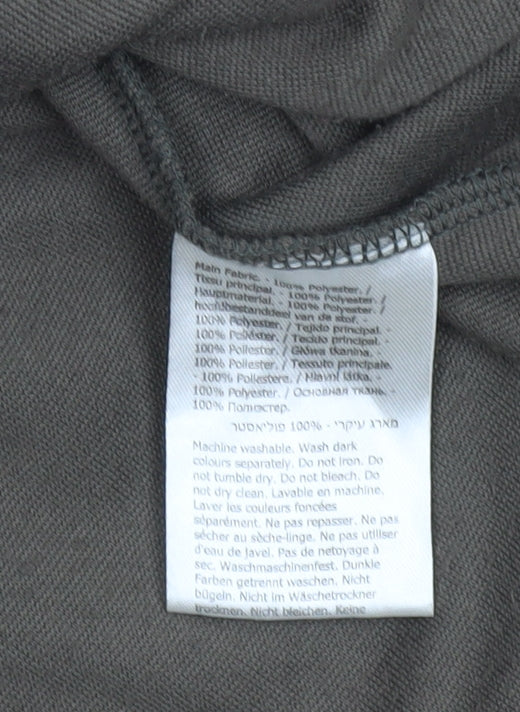 Main Fabric. - 100% Polyester. /
Tissu principal. - 100% Polyester. /
Hauptmaterial. - 100% Polyester. /
hoofdbestanddeel van de stof. -
100% Polyester. / Tejido principal. -
100% Poliéster. / Tecido principal. -
100% Poliester. / Główa tkanina. -
100% Poliester. / Tessuto principale.
- 100% Poliestere. / Hlavní látka. -
100% Polyester. / Основная ткань. -
100% Полиэстер.
מארג עיקרי - 100% פוליאסטר
Machine washable. Wash dark
colours separately. Do not iron. Do
not tumble dry. Do not bleach. Do
not dry clean. Lavable en machine.
Laver les couleurs foncées
séparément. Ne pas repasser. Ne pas
sécher au sèche-linge. Ne pas utiliser
d'eau de Javel. Pas de netoyage à
sec. Waschmaschinenfest. Dunkle
Farben getrennt waschen. Nicht
bügeln. Nicht im Wäschetrockner
trocknen. Nicht bleichen. Keine